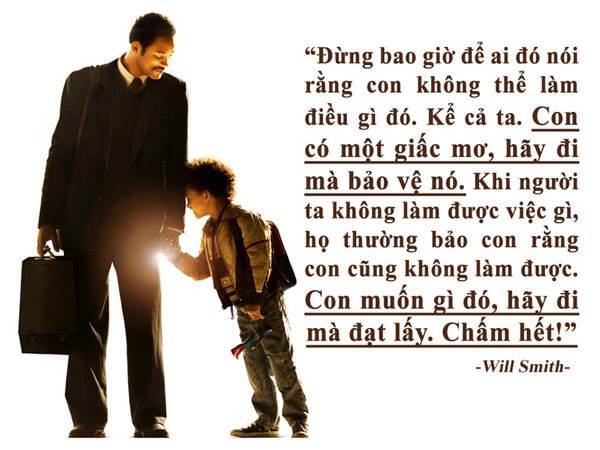 “Đừng bao giờ để ai đó nói
rằng con không thể làm
điều gì đó. Kể cả ta. Con
có một giấc mơ, hãy đi
mà bảo vệ nó. Khi người
ta không làm được việc gì,
họ thường bảo con rằng
con cũng không làm được.
Con muốn gì đó, hãy đi
mà đạt lấy. Chấm hết!”
-Will Smith-